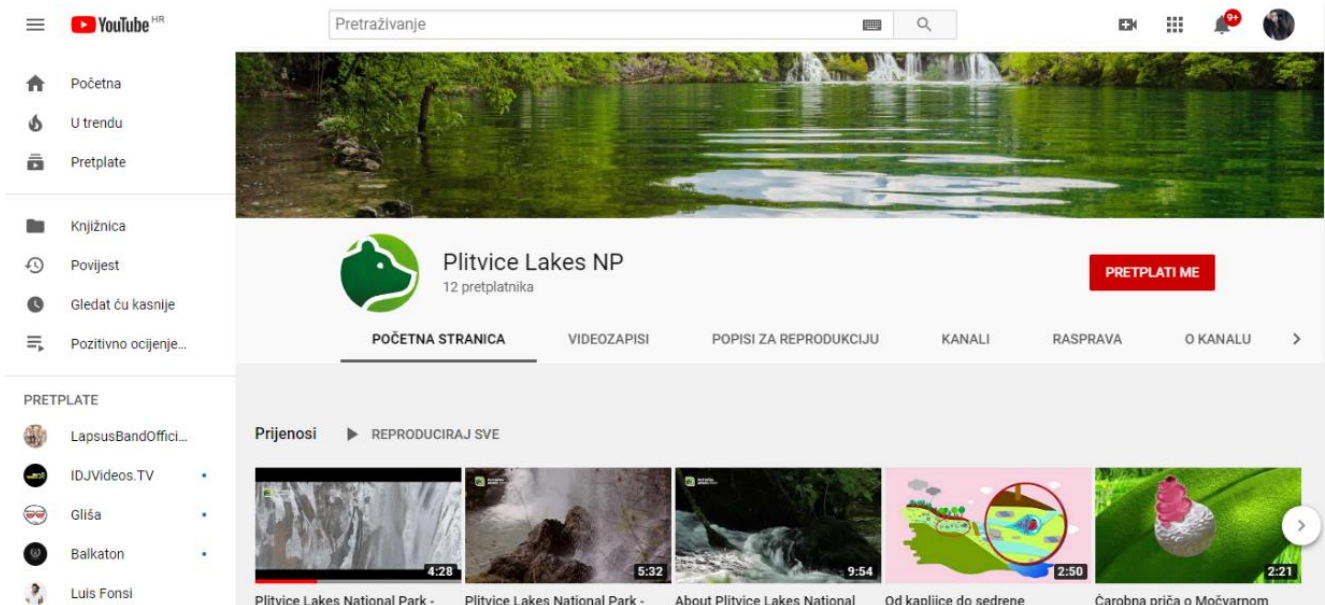 YouTube HR
Pretraživanje
9+
Početna
U trendu
Pretplate
Knjižnica
Povijest
Gledat ću kasnije
Pozitivno ocijenje...
PRETPLATE
LapsusBandOffici...
IDJVideos.TV
Gliša
Balkaton
Luis Fonsi
Plitvice Lakes NP
12 pretplatnika
PRETPLATI ME
POČETNA STRANICA VIDEOZAPISI POPISI ZA REPRODUKCIJU KANALI RASPRAVA O KANALU
Prijenosi REPRODUCIRAJ SVE
4:28 5:32 9:54 2:50 2:21
Plitvice Lakes National Park - Plitvice Lakes National Park - About Plitvice Lakes National Od kapljice do sedrene Čarobna priča o Močvarnom